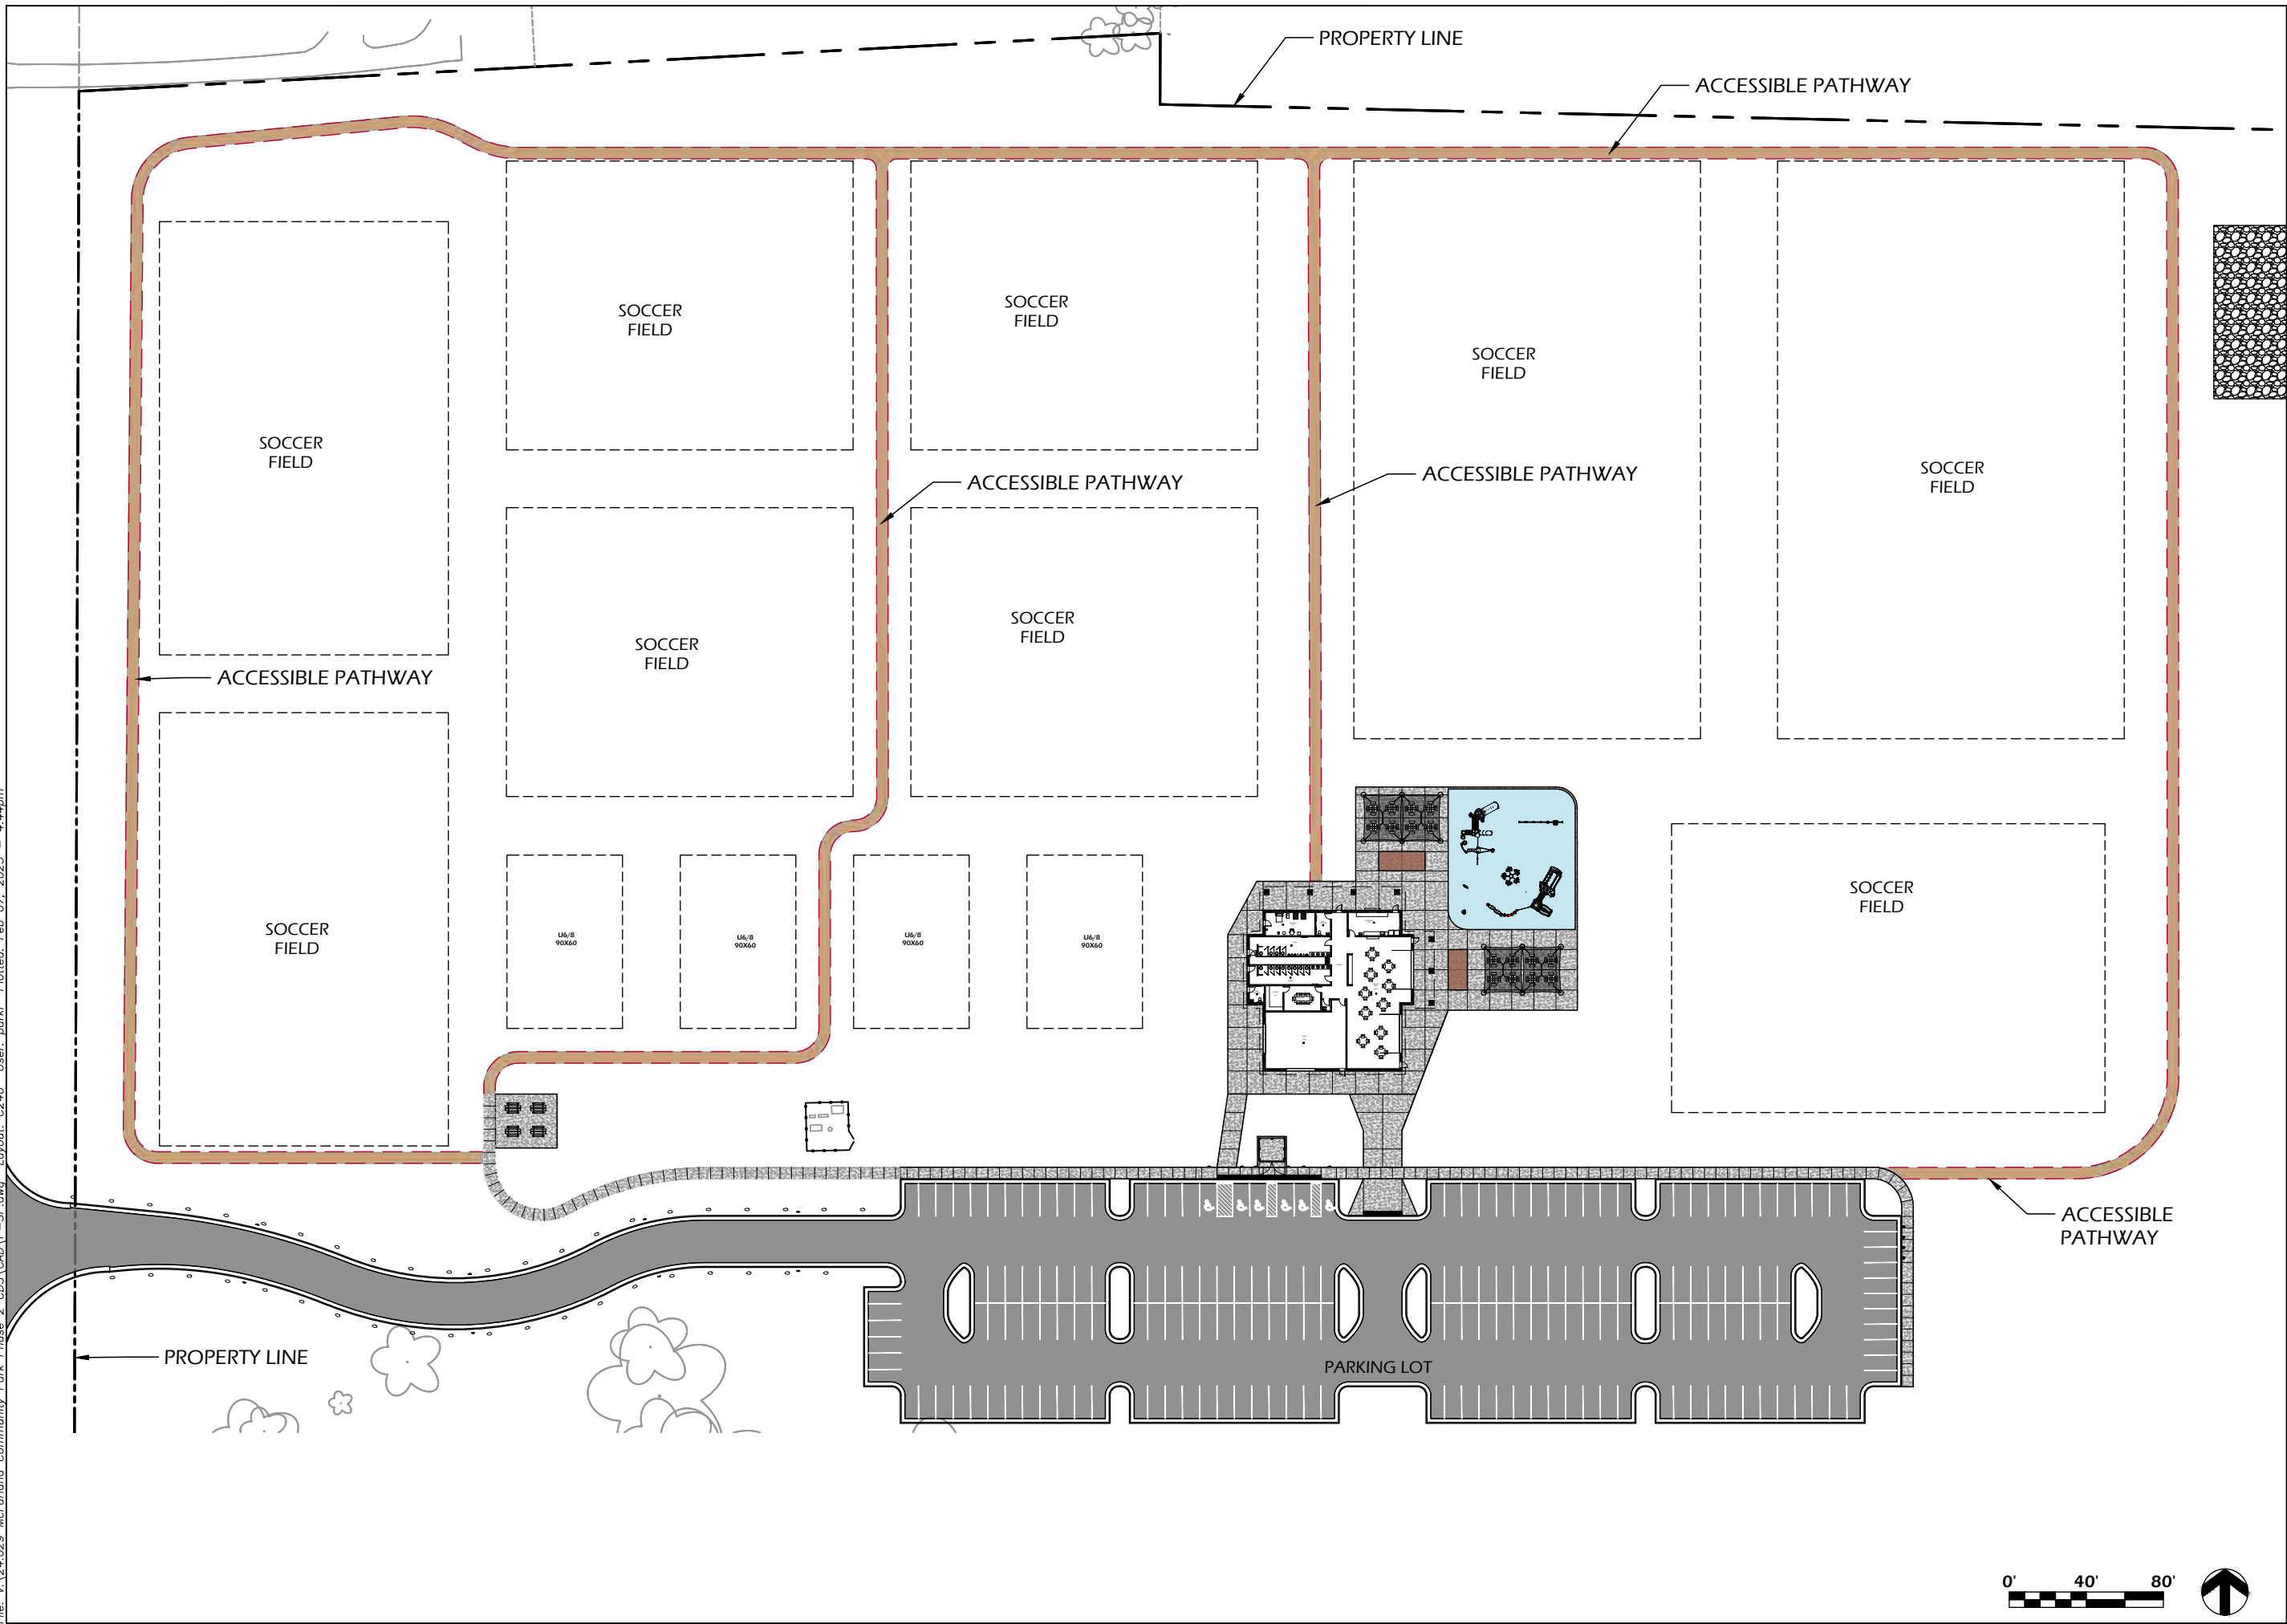 PROPERTY LINE
ACCESSIBLE PATHWAY
SOCCER
FIELD
SOCCER
FIELD
SOCCER
FIELD
SOCCER
FIELD
SOCCER
FIELD
ACCESSIBLE PATHWAY
ACCESSIBLE PATHWAY
SOCCER
FIELD
SOCCER
FIELD
ACCESSIBLE PATHWAY
SOCCER
FIELD
SOCCER
FIELD
U6/8
90X60
U6/8
90X60
U6/8
90X60
U6/8
90X60
ACCESSIBLE
PATHWAY
PROPERTY LINE
PARKING LOT
0' 40' 80'